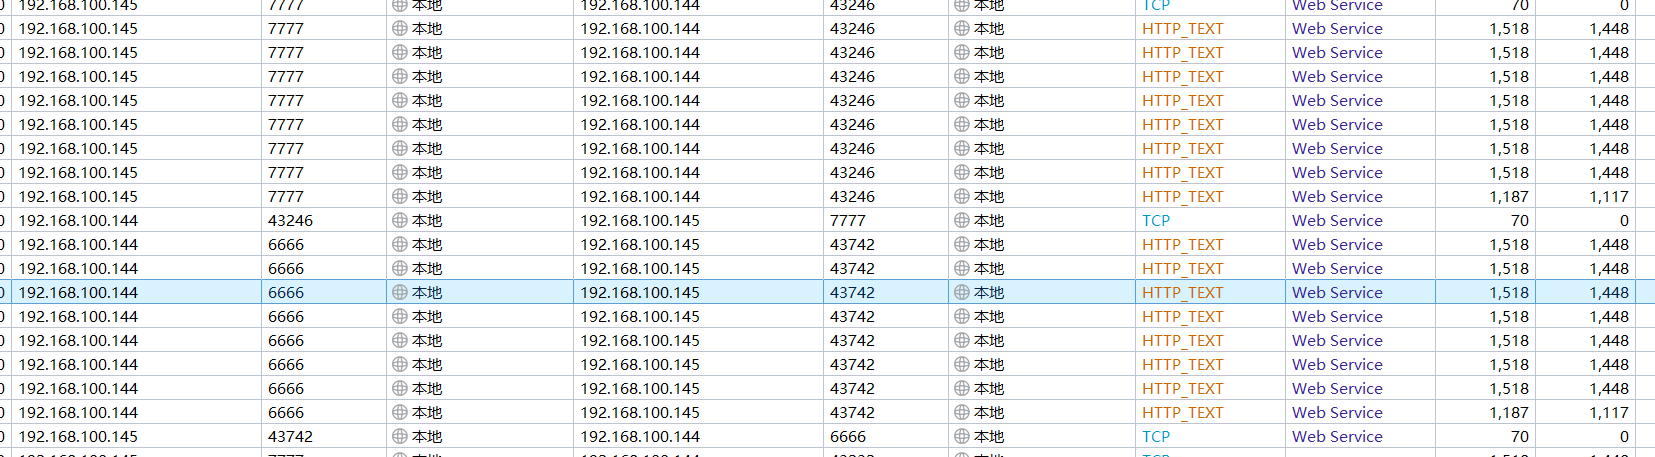 192.168.100.145 7777 本地 192.168.100.144 43246 本地 TCP Web Service 70 0
192.168.100.145 7777 本地 192.168.100.144 43246 本地 HTTP_TEXT Web Service 1,518 1,448
192.168.100.145 7777 本地 192.168.100.144 43246 本地 HTTP_TEXT Web Service 1,518 1,448
192.168.100.145 7777 本地 192.168.100.144 43246 本地 HTTP_TEXT Web Service 1,518 1,448
192.168.100.145 7777 本地 192.168.100.144 43246 本地 HTTP_TEXT Web Service 1,518 1,448
192.168.100.145 7777 本地 192.168.100.144 43246 本地 HTTP_TEXT Web Service 1,518 1,448
192.168.100.145 7777 本地 192.168.100.144 43246 本地 HTTP_TEXT Web Service 1,518 1,448
192.168.100.145 7777 本地 192.168.100.144 43246 本地 HTTP_TEXT Web Service 1,518 1,448
192.168.100.145 7777 本地 192.168.100.144 43246 本地 HTTP_TEXT Web Service 1,187 1,117
192.168.100.144 43246 本地 192.168.100.145 7777 本地 TCP Web Service 70 0
192.168.100.144 6666 本地 192.168.100.145 43742 本地 HTTP_TEXT Web Service 1,518 1,448
192.168.100.144 6666 本地 192.168.100.145 43742 本地 HTTP_TEXT Web Service 1,518 1,448
192.168.100.144 6666 本地 192.168.100.145 43742 本地 HTTP_TEXT Web Service 1,518 1,448
192.168.100.144 6666 本地 192.168.100.145 43742 本地 HTTP_TEXT Web Service 1,518 1,448
192.168.100.144 6666 本地 192.168.100.145 43742 本地 HTTP_TEXT Web Service 1,518 1,448
192.168.100.144 6666 本地 192.168.100.145 43742 本地 HTTP_TEXT Web Service 1,518 1,448
192.168.100.144 6666 本地 192.168.100.145 43742 本地 HTTP_TEXT Web Service 1,518 1,448
192.168.100.144 6666 本地 192.168.100.145 43742 本地 HTTP_TEXT Web Service 1,187 1,117
192.168.100.145 43742 本地 192.168.100.144 6666 本地 TCP Web Service 70 0